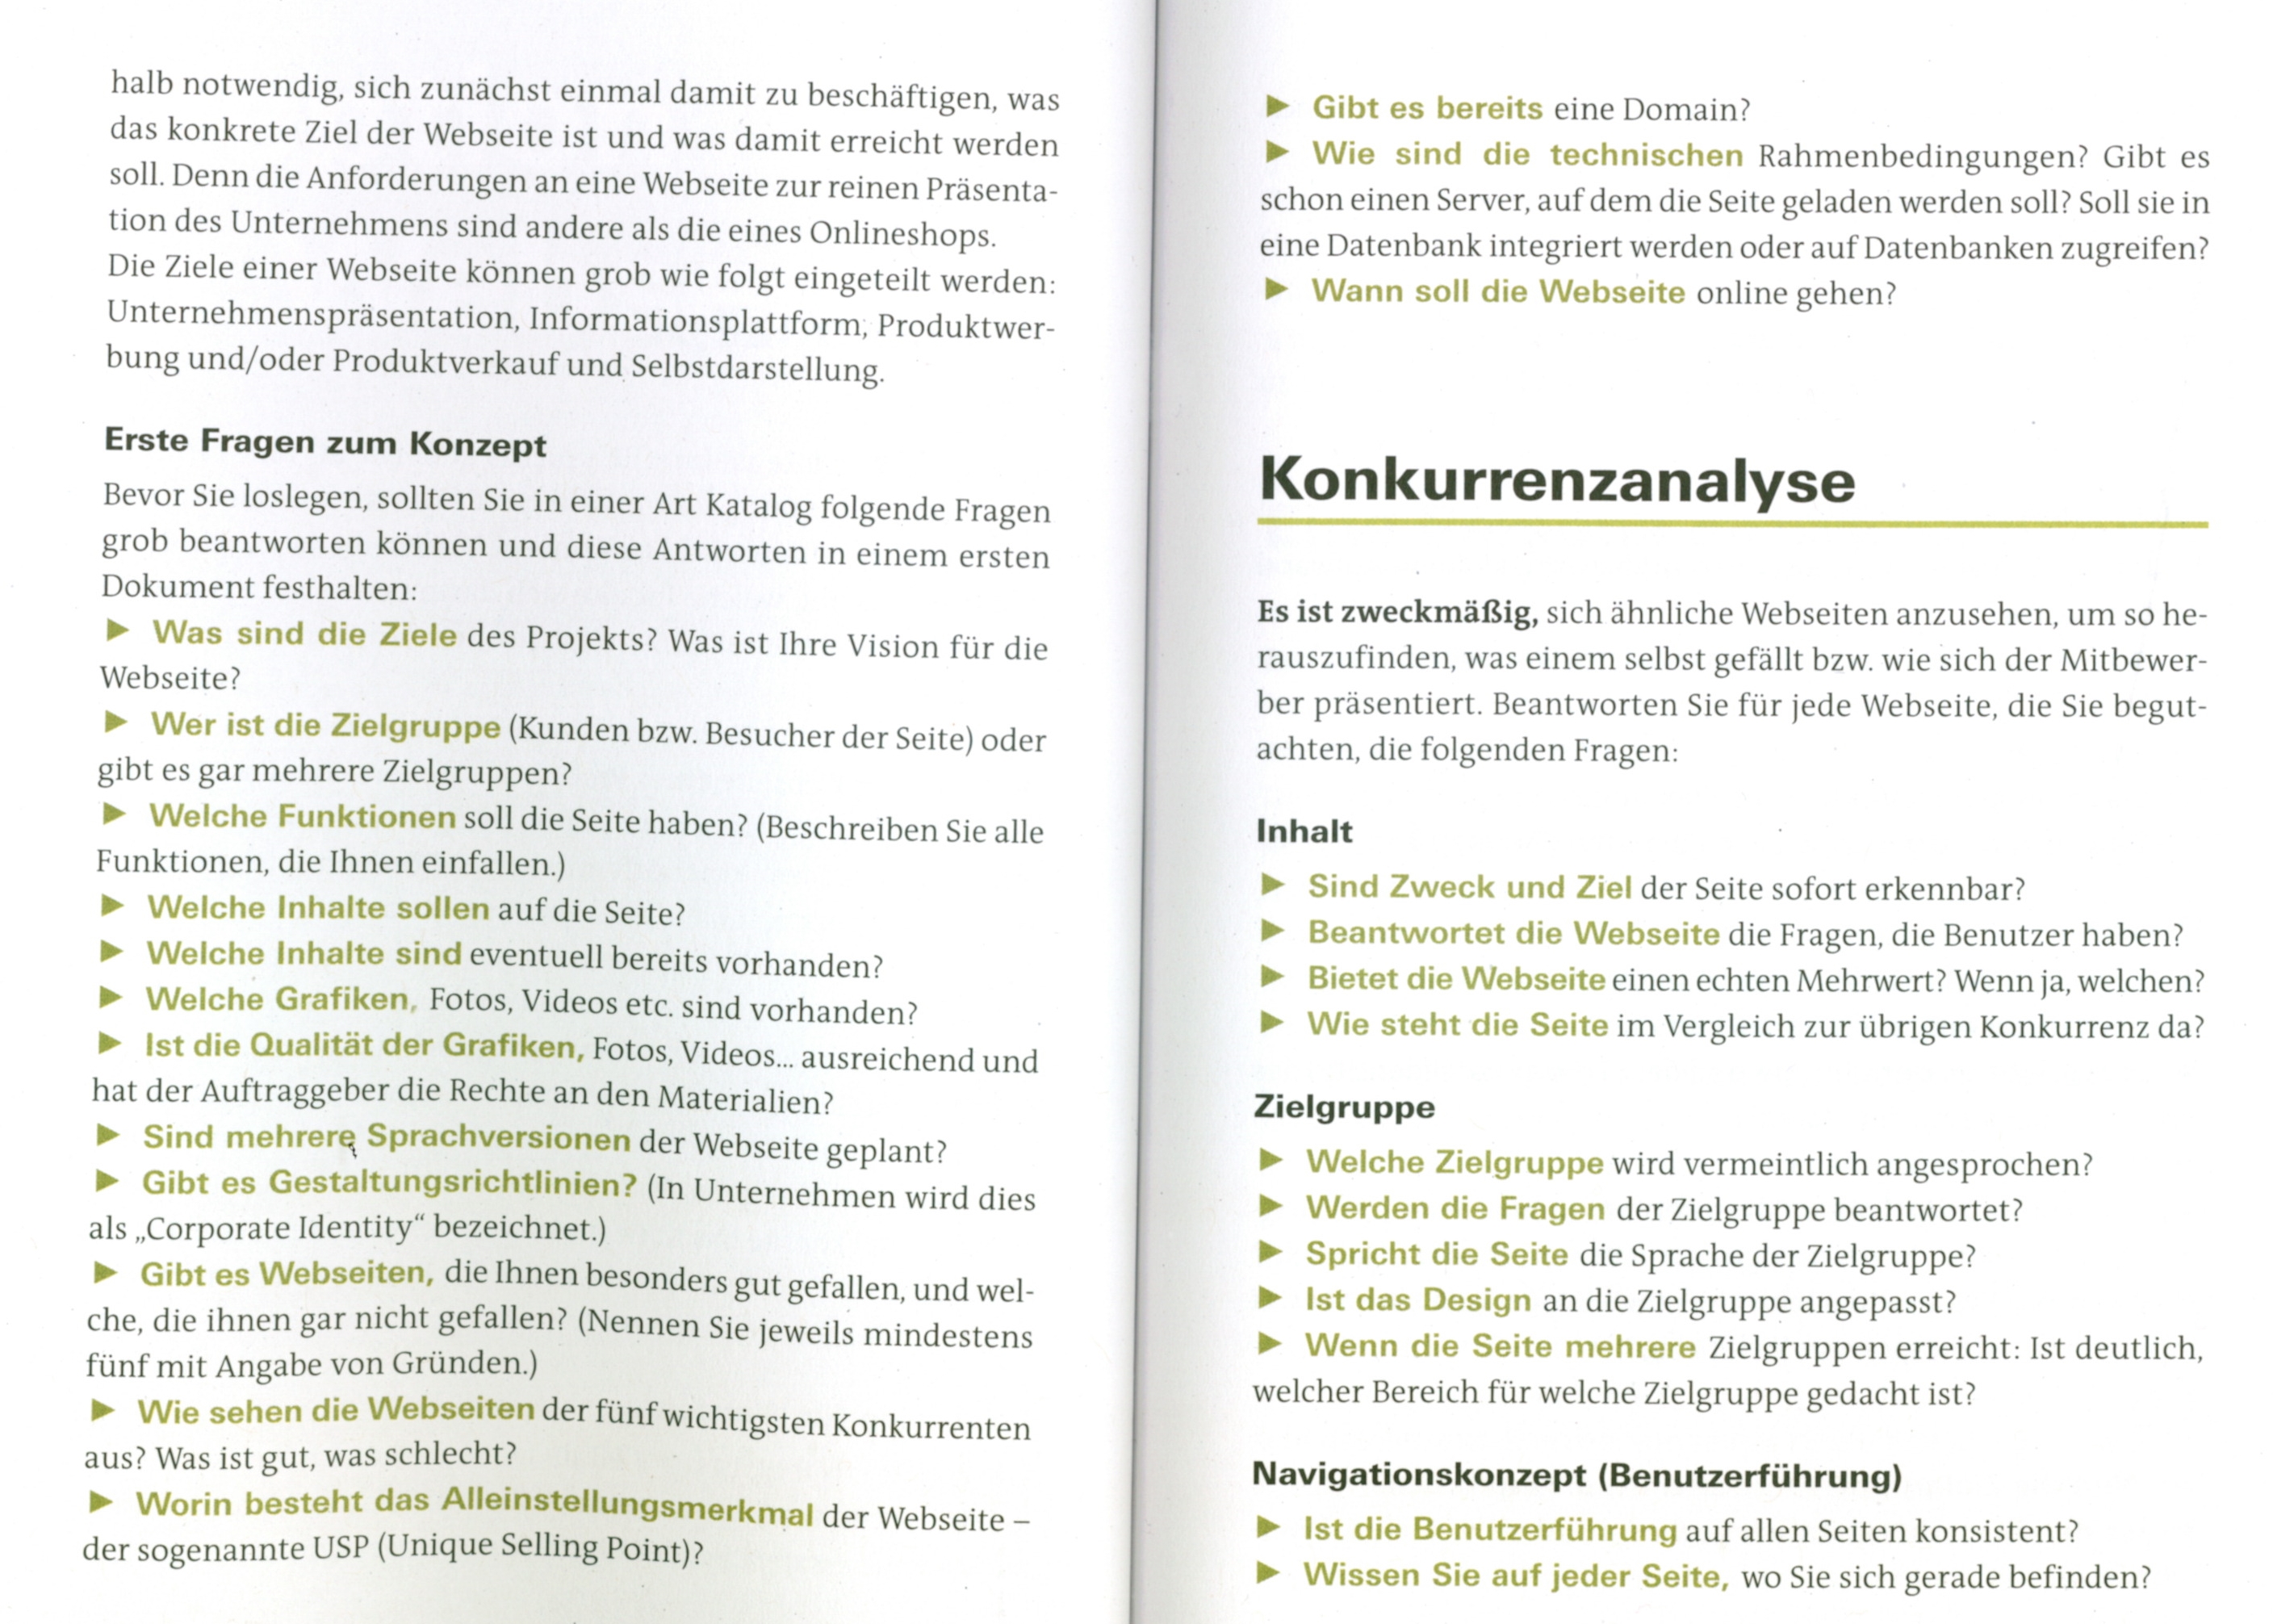 halb notwendig, sich zunächst einmal damit zu beschäftigen, was
das konkrete Ziel der Webseite ist und was damit erreicht werden
soll. Denn die Anforderungen an eine Webseite zur reinen Präsenta-
tion des Unternehmens sind andere als die eines Onlineshops.
Die Ziele einer Webseite können grob wie folgt eingeteilt werden:
Unternehmenspräsentation, Informationsplattform, Produktwer-
bung und/oder Produktverkauf und Selbstdarstellung.
Erste Fragen zum Konzept
Bevor Sie loslegen, sollten Sie in einer Art Katalog folgende Fragen
grob beantworten können und diese Antworten in einem ersten
Dokument festhalten:
► Was sind die Ziele des Projekts? Was ist Ihre Vision für die
Webseite?
► Wer ist die Zielgruppe (Kunden bzw. Besucher der Seite) oder
gibt es gar mehrere Zielgruppen?
► Welche Funktionen soll die Seite haben? (Beschreiben Sie alle
Funktionen, die Ihnen einfallen.)
► Welche Inhalte sollen auf die Seite?
► Welche Inhalte sind eventuell bereits vorhanden?
► Welche Grafiken, Fotos, Videos etc. sind vorhanden?
► Ist die Qualität der Grafiken, Fotos, Videos... ausreichend und
hat der Auftraggeber die Rechte an den Materialien?
► Sind mehrere Sprachversionen der Webseite geplant?
► Gibt es Gestaltungsrichtlinien? (In Unternehmen wird dies
als „Corporate Identity“ bezeichnet.)
► Gibt es Webseiten, die Ihnen besonders gut gefallen, und wel-
che, die ihnen gar nicht gefallen? (Nennen Sie jeweils mindestens
fünf mit Angabe von Gründen.)
► Wie sehen die Webseiten der fünf wichtigsten Konkurrenten
aus? Was ist gut, was schlecht?
► Worin besteht das Alleinstellungsmerkmal der Webseite –
der sogenannte USP (Unique Selling Point)?
► Gibt es bereits eine Domain?
► Wie sind die technischen Rahmenbedingungen? Gibt es
schon einen Server, auf dem die Seite geladen werden soll? Soll sie in
eine Datenbank integriert werden oder auf Datenbanken zugreifen?
► Wann soll die Webseite online gehen?
Konkurrenzanalyse
Es ist zweckmäßig, sich ähnliche Webseiten anzusehen, um so he-
rauszufinden, was einem selbst gefällt bzw. wie sich der Mitbewer-
ber präsentiert. Beantworten Sie für jede Webseite, die Sie begut-
achten, die folgenden Fragen:
Inhalt
► Sind Zweck und Ziel der Seite sofort erkennbar?
► Beantwortet die Webseite die Fragen, die Benutzer haben?
► Bietet die Webseite einen echten Mehrwert? Wenn ja, welchen?
► Wie steht die Seite im Vergleich zur übrigen Konkurrenz da?
Zielgruppe
► Welche Zielgruppe wird vermeintlich angesprochen?
► Werden die Fragen der Zielgruppe beantwortet?
► Spricht die Seite die Sprache der Zielgruppe?
► Ist das Design an die Zielgruppe angepasst?
► Wenn die Seite mehrere Zielgruppen erreicht: Ist deutlich,
welcher Bereich für welche Zielgruppe gedacht ist?
Navigationskonzept (Benutzerführung)
► Ist die Benutzerführung auf allen Seiten konsistent?
► Wissen Sie auf jeder Seite, wo Sie sich gerade befinden?